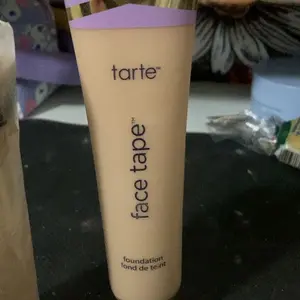 tarte™
face tape™
foundation
fond de teint